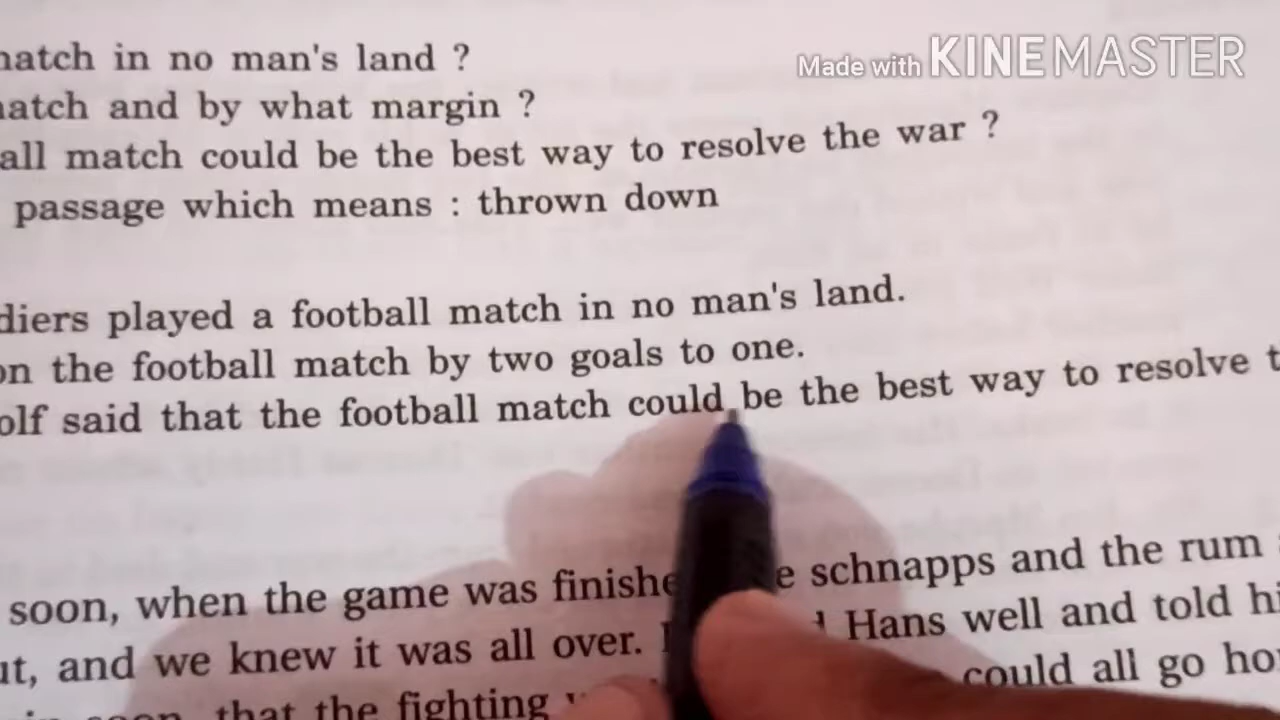 Made with KINEMASTER
match in no man's land ?
match and by what margin ?
all match could be the best way to resolve the war ?
passage which means : thrown down
diers played a football match in no man's land.
on the football match by two goals to one.
olf said that the football match could be the best way to resolve
soon, when the game was finishe schnapps and the rum
ut, and we knew it was all over. Hans well and told hi
soon, that the fighting could all go ho